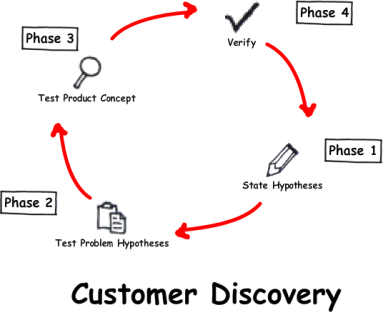 Phase 4
Verify
Phase 3
Test Product Concept
Phase 1
State Hypotheses
Phase 2
Test Problem Hypotheses
Customer Discovery